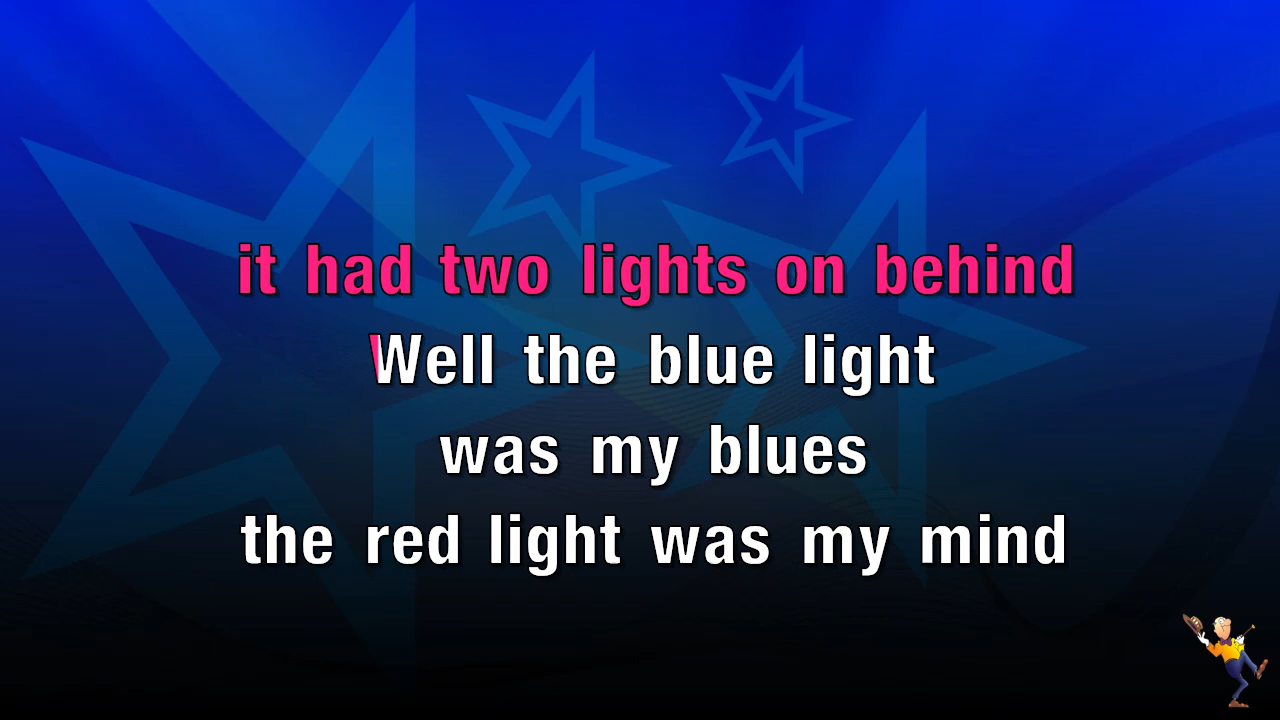 it had two lights on behind
Well the blue light
was my blues
the red light was my mind